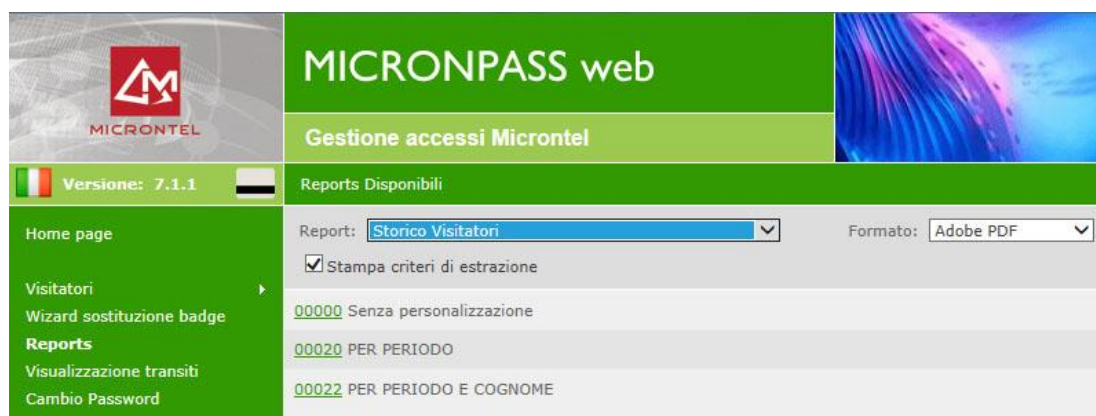 MICRONTEL
MICRONPASS web
Gestione accessi Microntel
Versione: 7.1.1
Reports Disponibili
Home page
Visitatori
Wizard sostituzione badge
Reports
Visualizzazione transiti
Cambio Password
Report: Storico Visitatori Formato: Adobe PDF
Stampa criteri di estrazione
00000 Senza personalizzazione
00020 PER PERIODO
00022 PER PERIODO E COGNOME